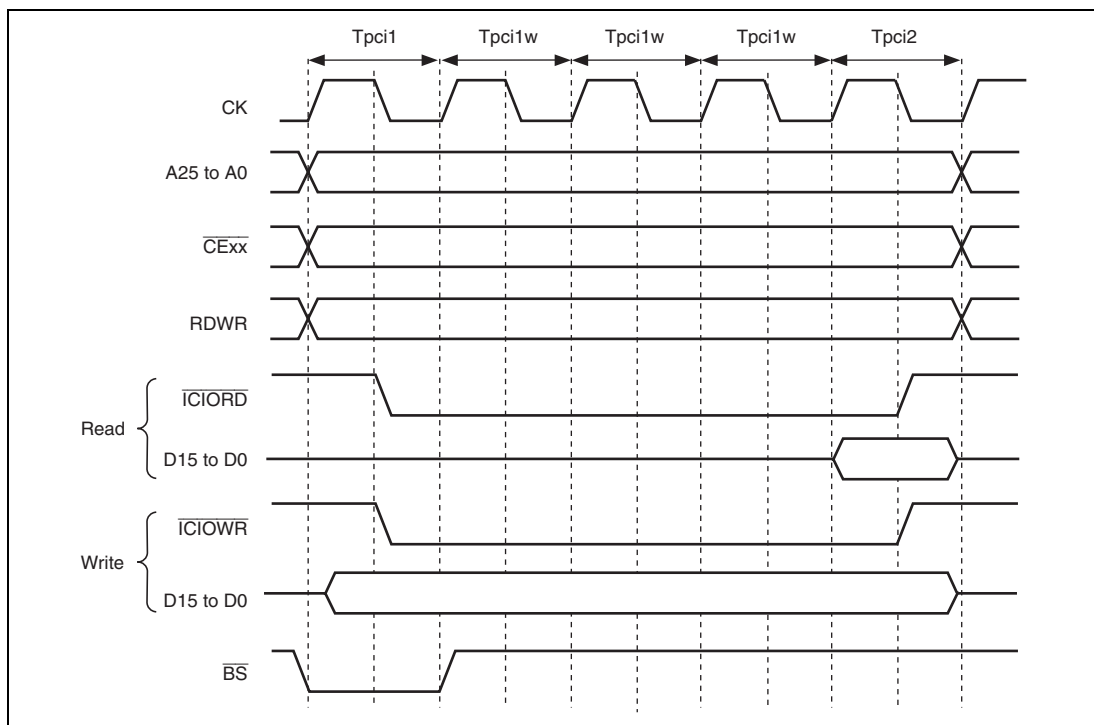 Tpci1 Tpci1w Tpci1w Tpci1w Tpci2
CK
A25 to A0
CExx
RDWR
ICIORD
Read
D15 to D0
ICIOWR
Write
D15 to D0
BS